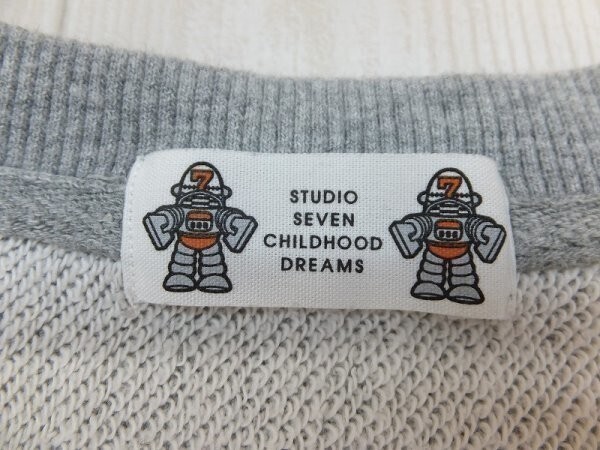 7
STUDIO
SEVEN
CHILDHOOD
DREAMS
7